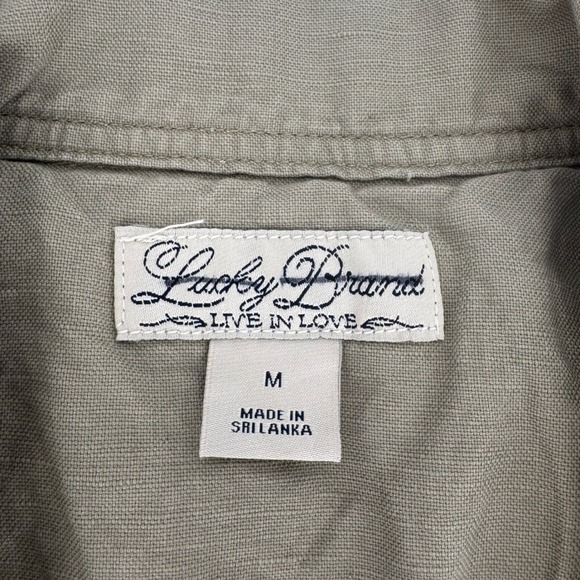 Lucky Brand
LIVE IN LOVE
M
MADE IN
SRI LANKA